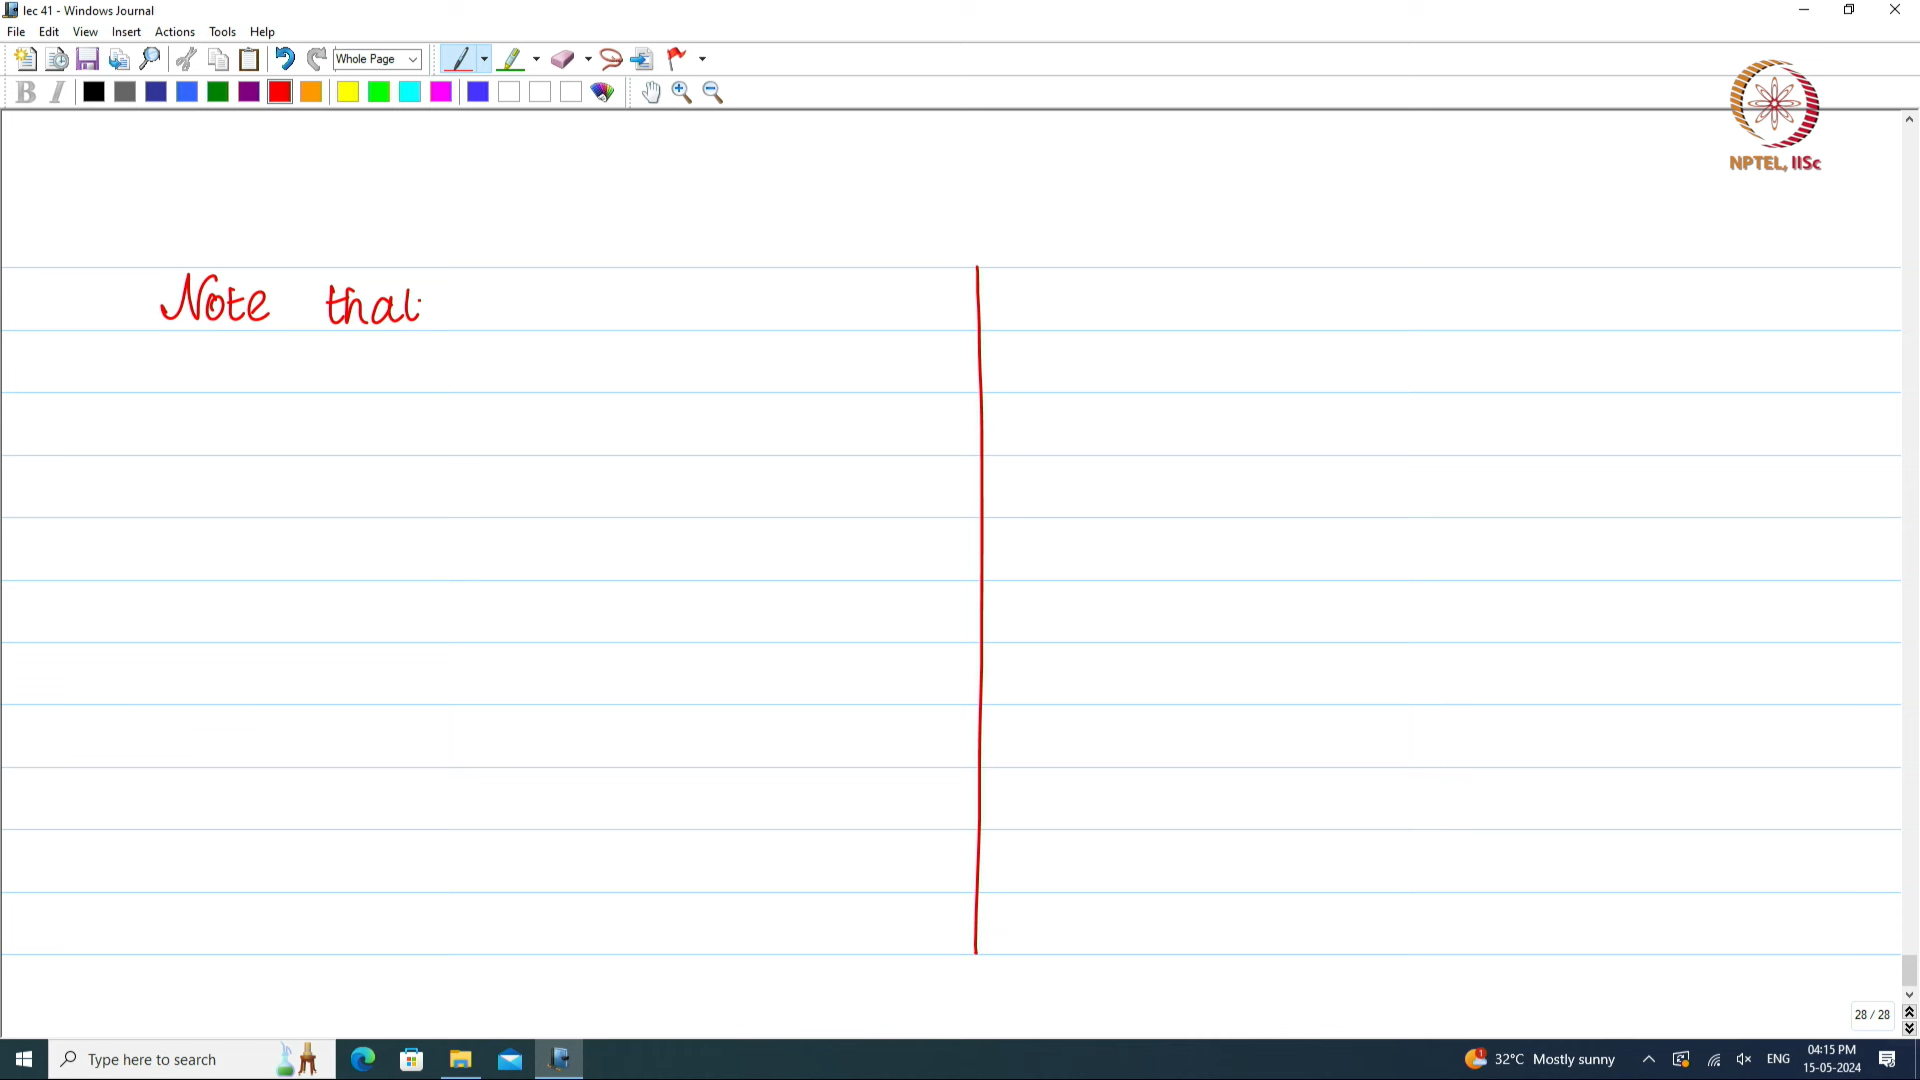 lec 41 - Windows Journal
File Edit View Insert Actions Tools Help
Whole Page
B I
NPTEL, IISc
Note that
28 / 28
Type here to search
32°C Mostly sunny
ENG
04:15 PM
15-05-2024